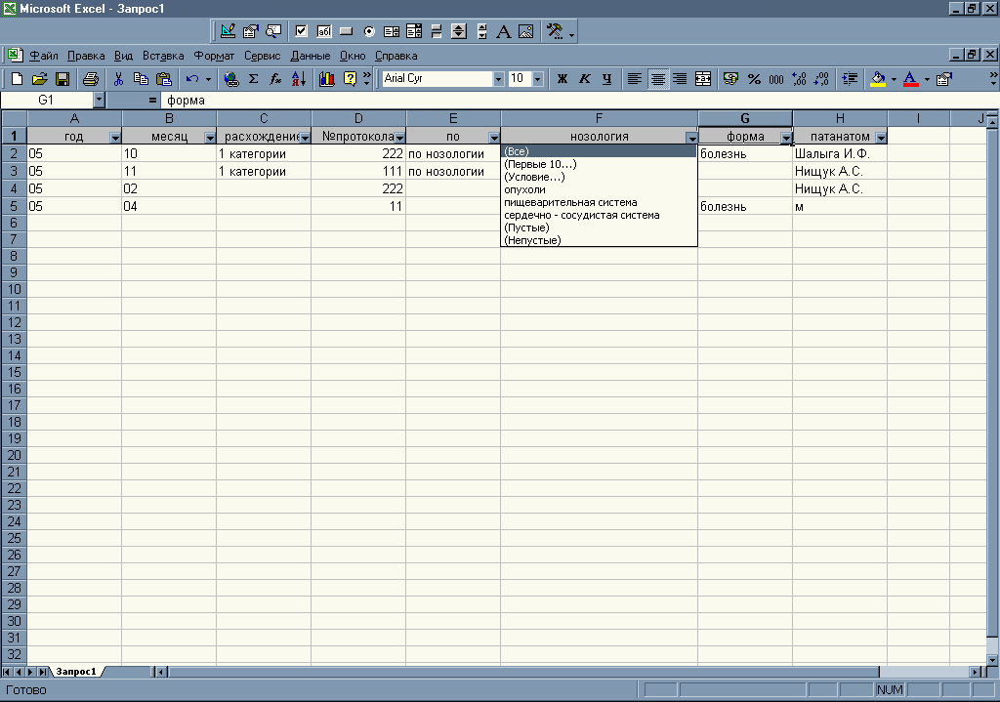 Microsoft Excel - Запрос1
Файл Правка Вид Вставка Формат Сервис Данные Окно Справка
Arial Cyr 10 Ж К Ч % 000
G1 = форма
A B C D E F G H I J
1 год месяц расхождение №протокола по нозология форма патанатом
2 05 10 1 категории 222 по нозологии (Все) болезнь Шалыга И.Ф.
(Первые 10...)
3 05 11 1 категории 111 по нозологии (Условие...) Нищук А.С.
4 05 02 222 опухоли Нищук А.С.
пищеварительная система
5 05 04 11 сердечно - сосудистая система болезнь м
6 (Пустые)
7 (Непустые)
8
9
10
11
12
13
14
15
16
17
18
19
20
21
22
23
24
25
26
27
28
29
30
31
32
Запрос1
Готово NUM